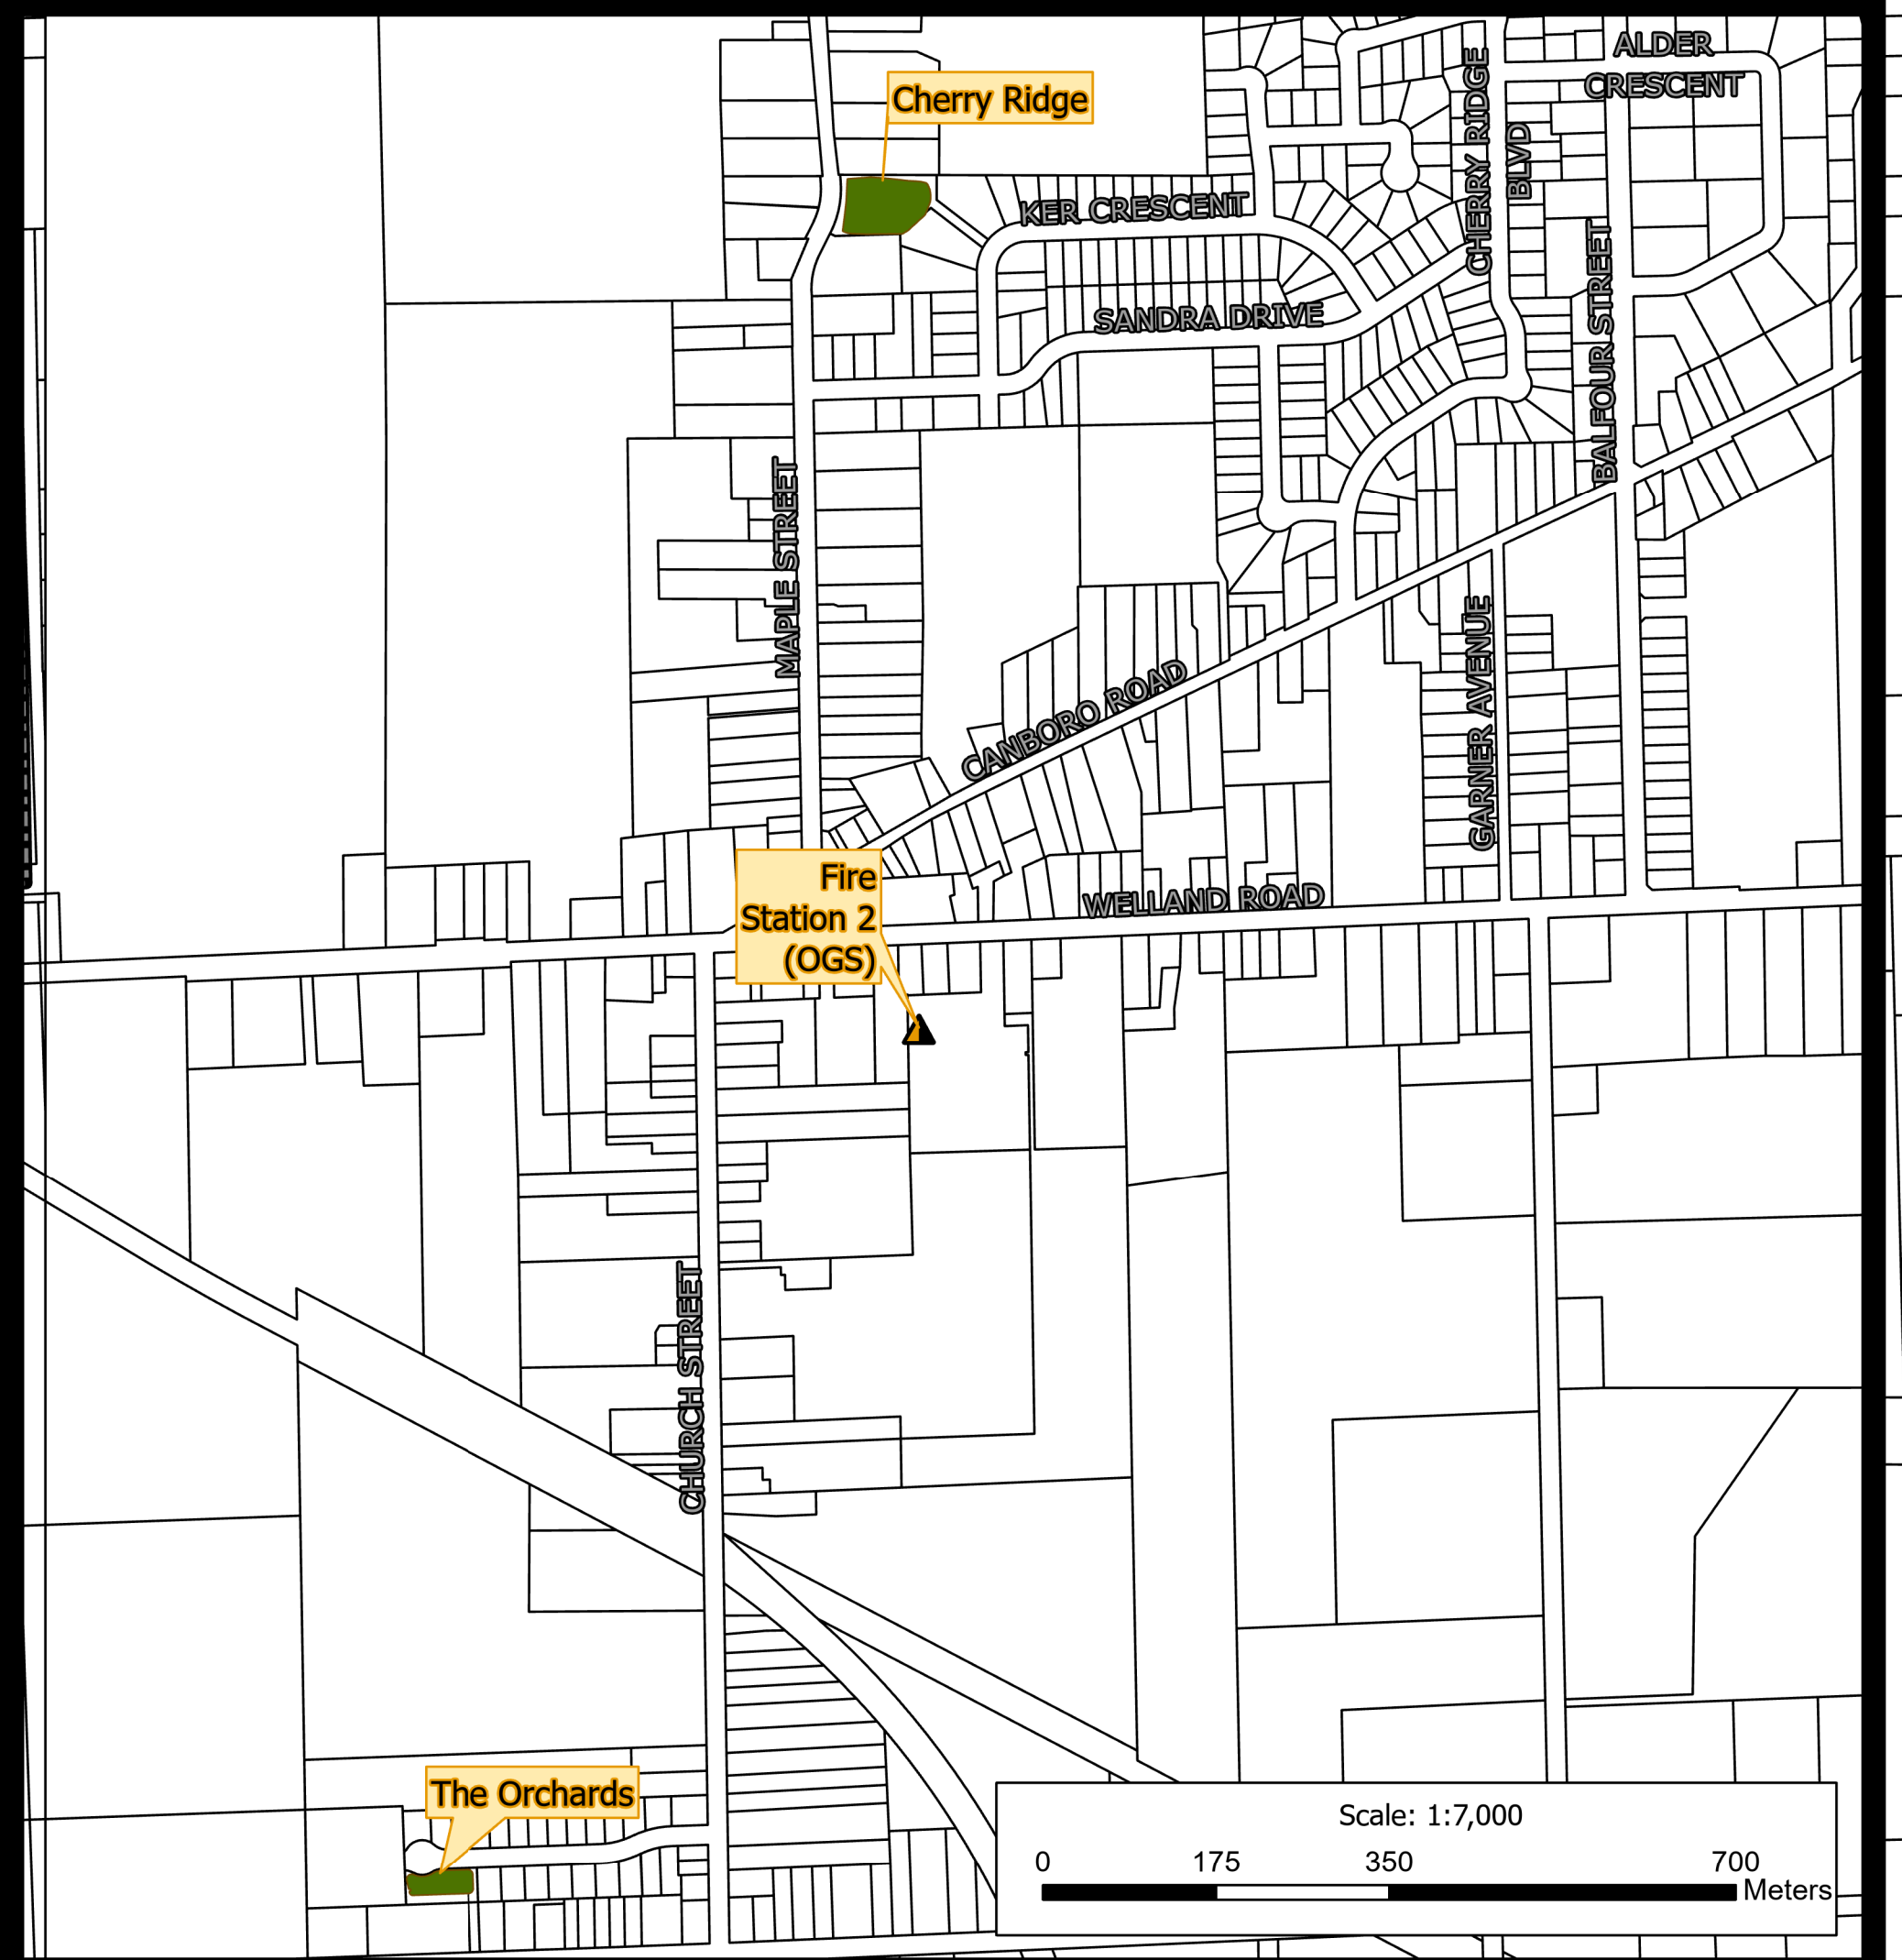 ALDER
CRESCENT
Cherry Ridge
CHERRY RIDGE
BLVD
KER CRESCENT
SANDRA DRIVE
BALFOUR STREET
MAPLE STREET
CANBORO ROAD
GARNER AVENUE
Fire
Station 2
(OGS)
WELLAND ROAD
CHURCH STREET
The Orchards
Scale: 1:7,000
0 175 350 700
Meters